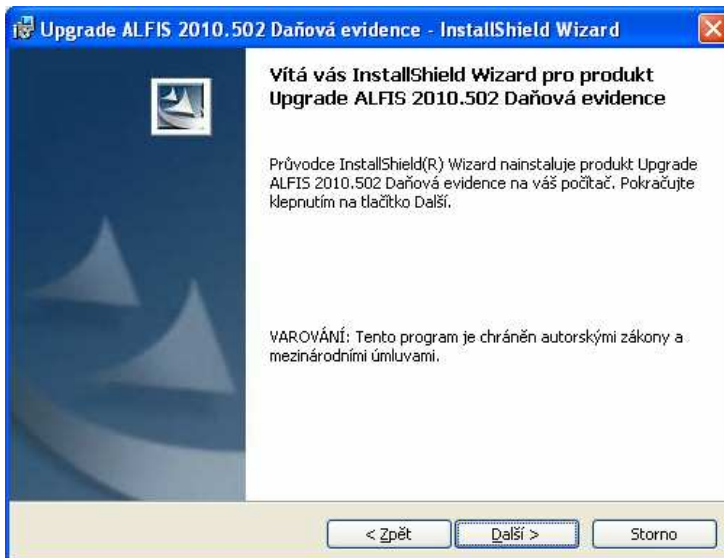 Upgrade ALFIS 2010.502 Daňová evidence - InstallShield Wizard
Vítá vás InstallShield Wizard pro produkt
Upgrade ALFIS 2010.502 Daňová evidence
Průvodce InstallShield(R) Wizard nainstaluje produkt Upgrade
ALFIS 2010.502 Daňová evidence na váš počítač. Pokračujte
klepnutím na tlačítko Další.
VAROVÁNÍ: Tento program je chráněn autorskými zákony a
mezinárodními úmluvami.
< Zpět
Další >
Storno